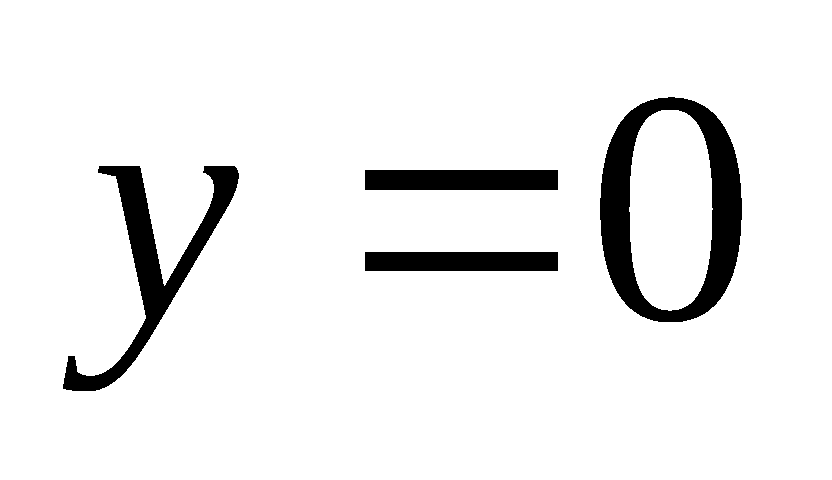 y = 0